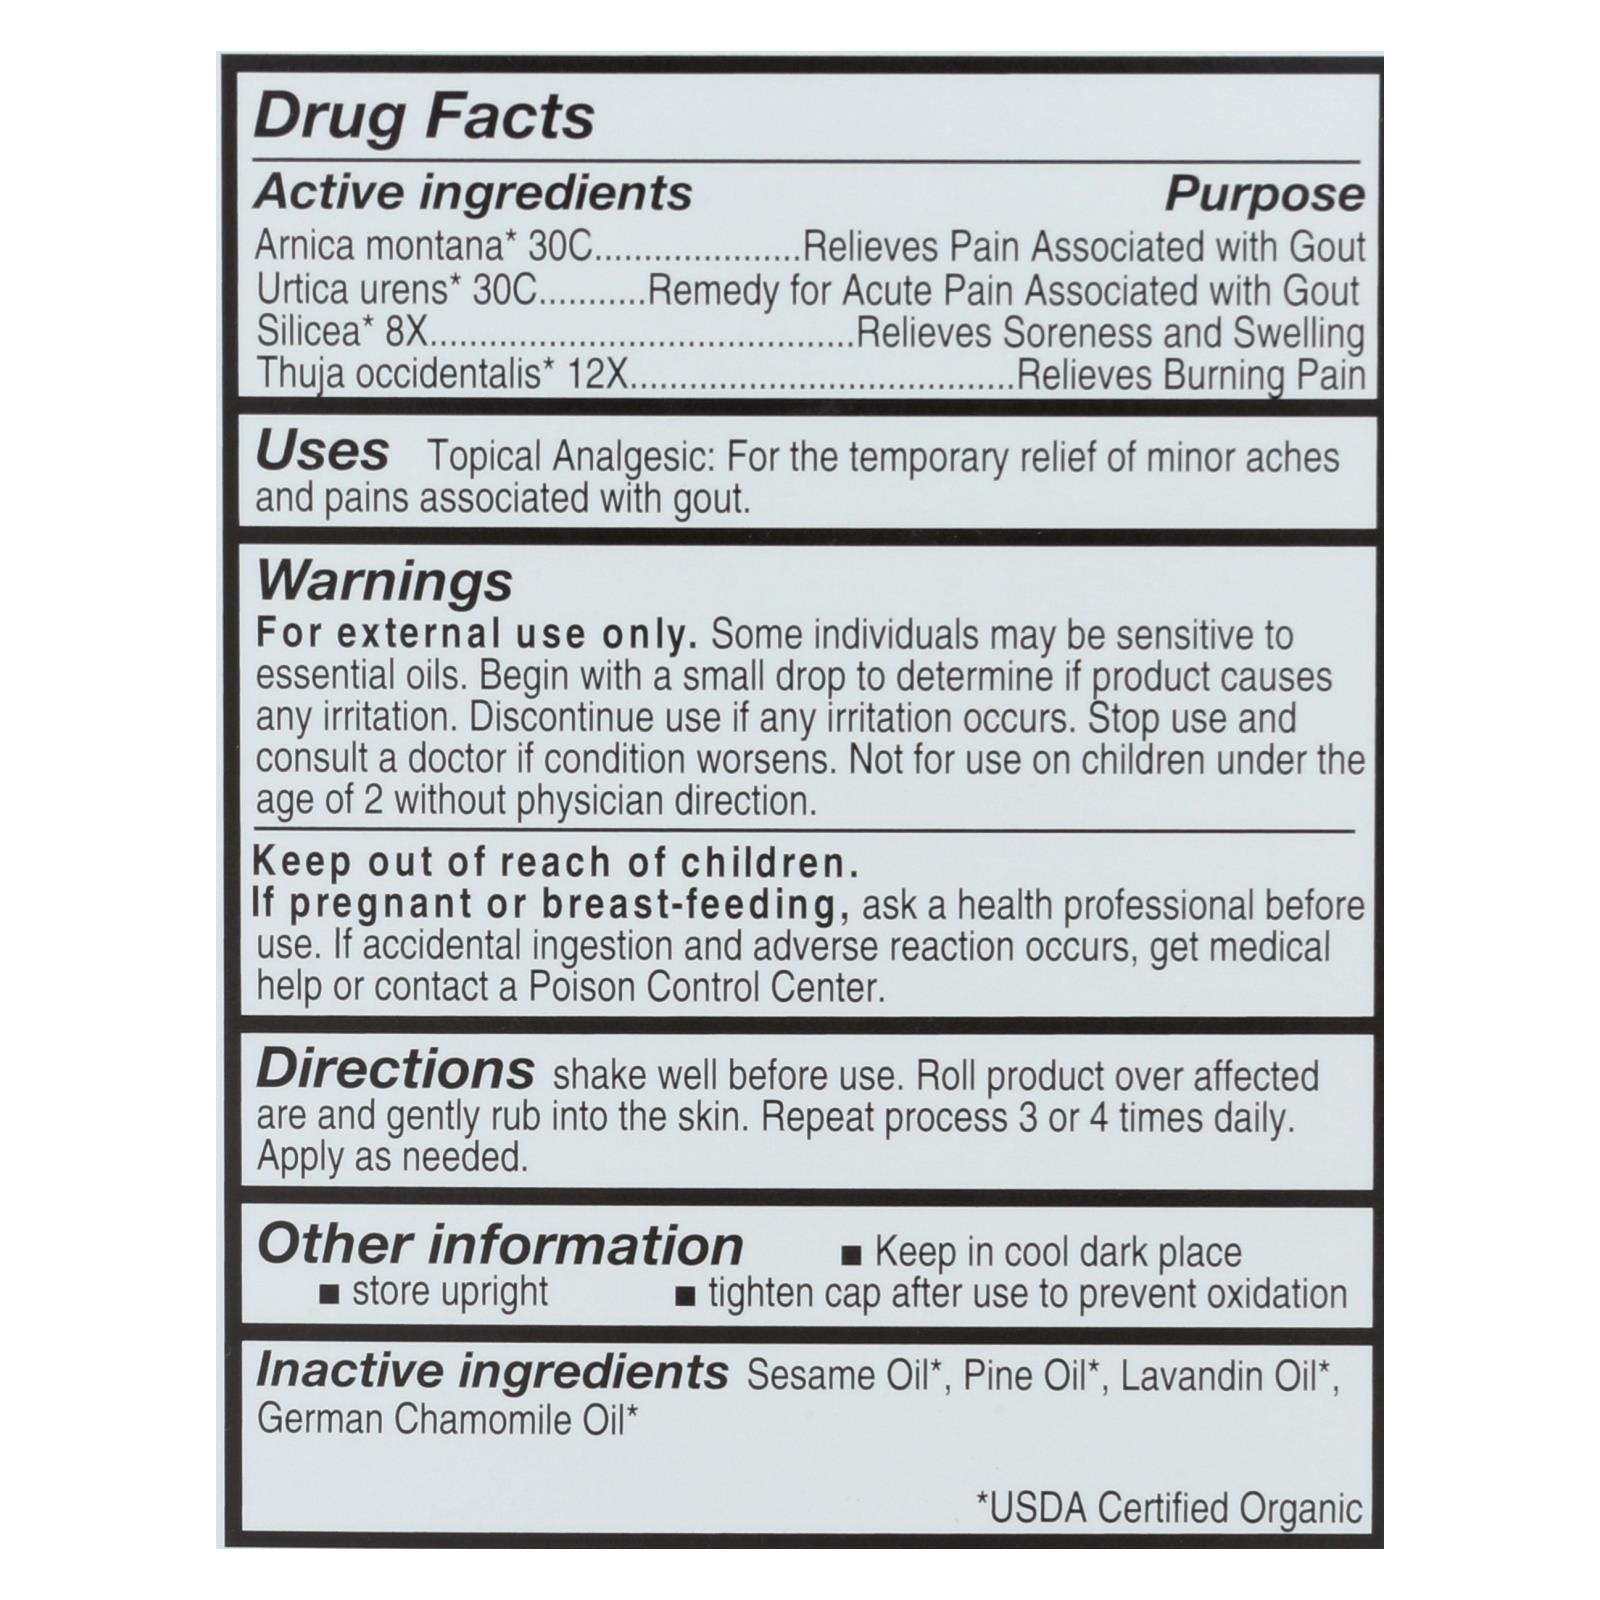 Drug Facts
Active ingredients Purpose
Arnica montana* 30C.....................Relieves Pain Associated with Gout
Urtica urens* 30C...........Remedy for Acute Pain Associated with Gout
Silicea* 8X...........................................Relieves Soreness and Swelling
Thuja occidentalis* 12X.......................................Relieves Burning Pain
Uses Topical Analgesic: For the temporary relief of minor aches
and pains associated with gout.
Warnings
For external use only. Some individuals may be sensitive to
essential oils. Begin with a small drop to determine if product causes
any irritation. Discontinue use if any irritation occurs. Stop use and
consult a doctor if condition worsens. Not for use on children under the
age of 2 without physician direction.
Keep out of reach of children.
If pregnant or breast-feeding, ask a health professional before
use. If accidental ingestion and adverse reaction occurs, get medical
help or contact a Poison Control Center.
Directions shake well before use. Roll product over affected
are and gently rub into the skin. Repeat process 3 or 4 times daily.
Apply as needed.
Other information ■ Keep in cool dark place
■ store upright ■ tighten cap after use to prevent oxidation
Inactive ingredients Sesame Oil*, Pine Oil*, Lavandin Oil*,
German Chamomile Oil*
*USDA Certified Organic